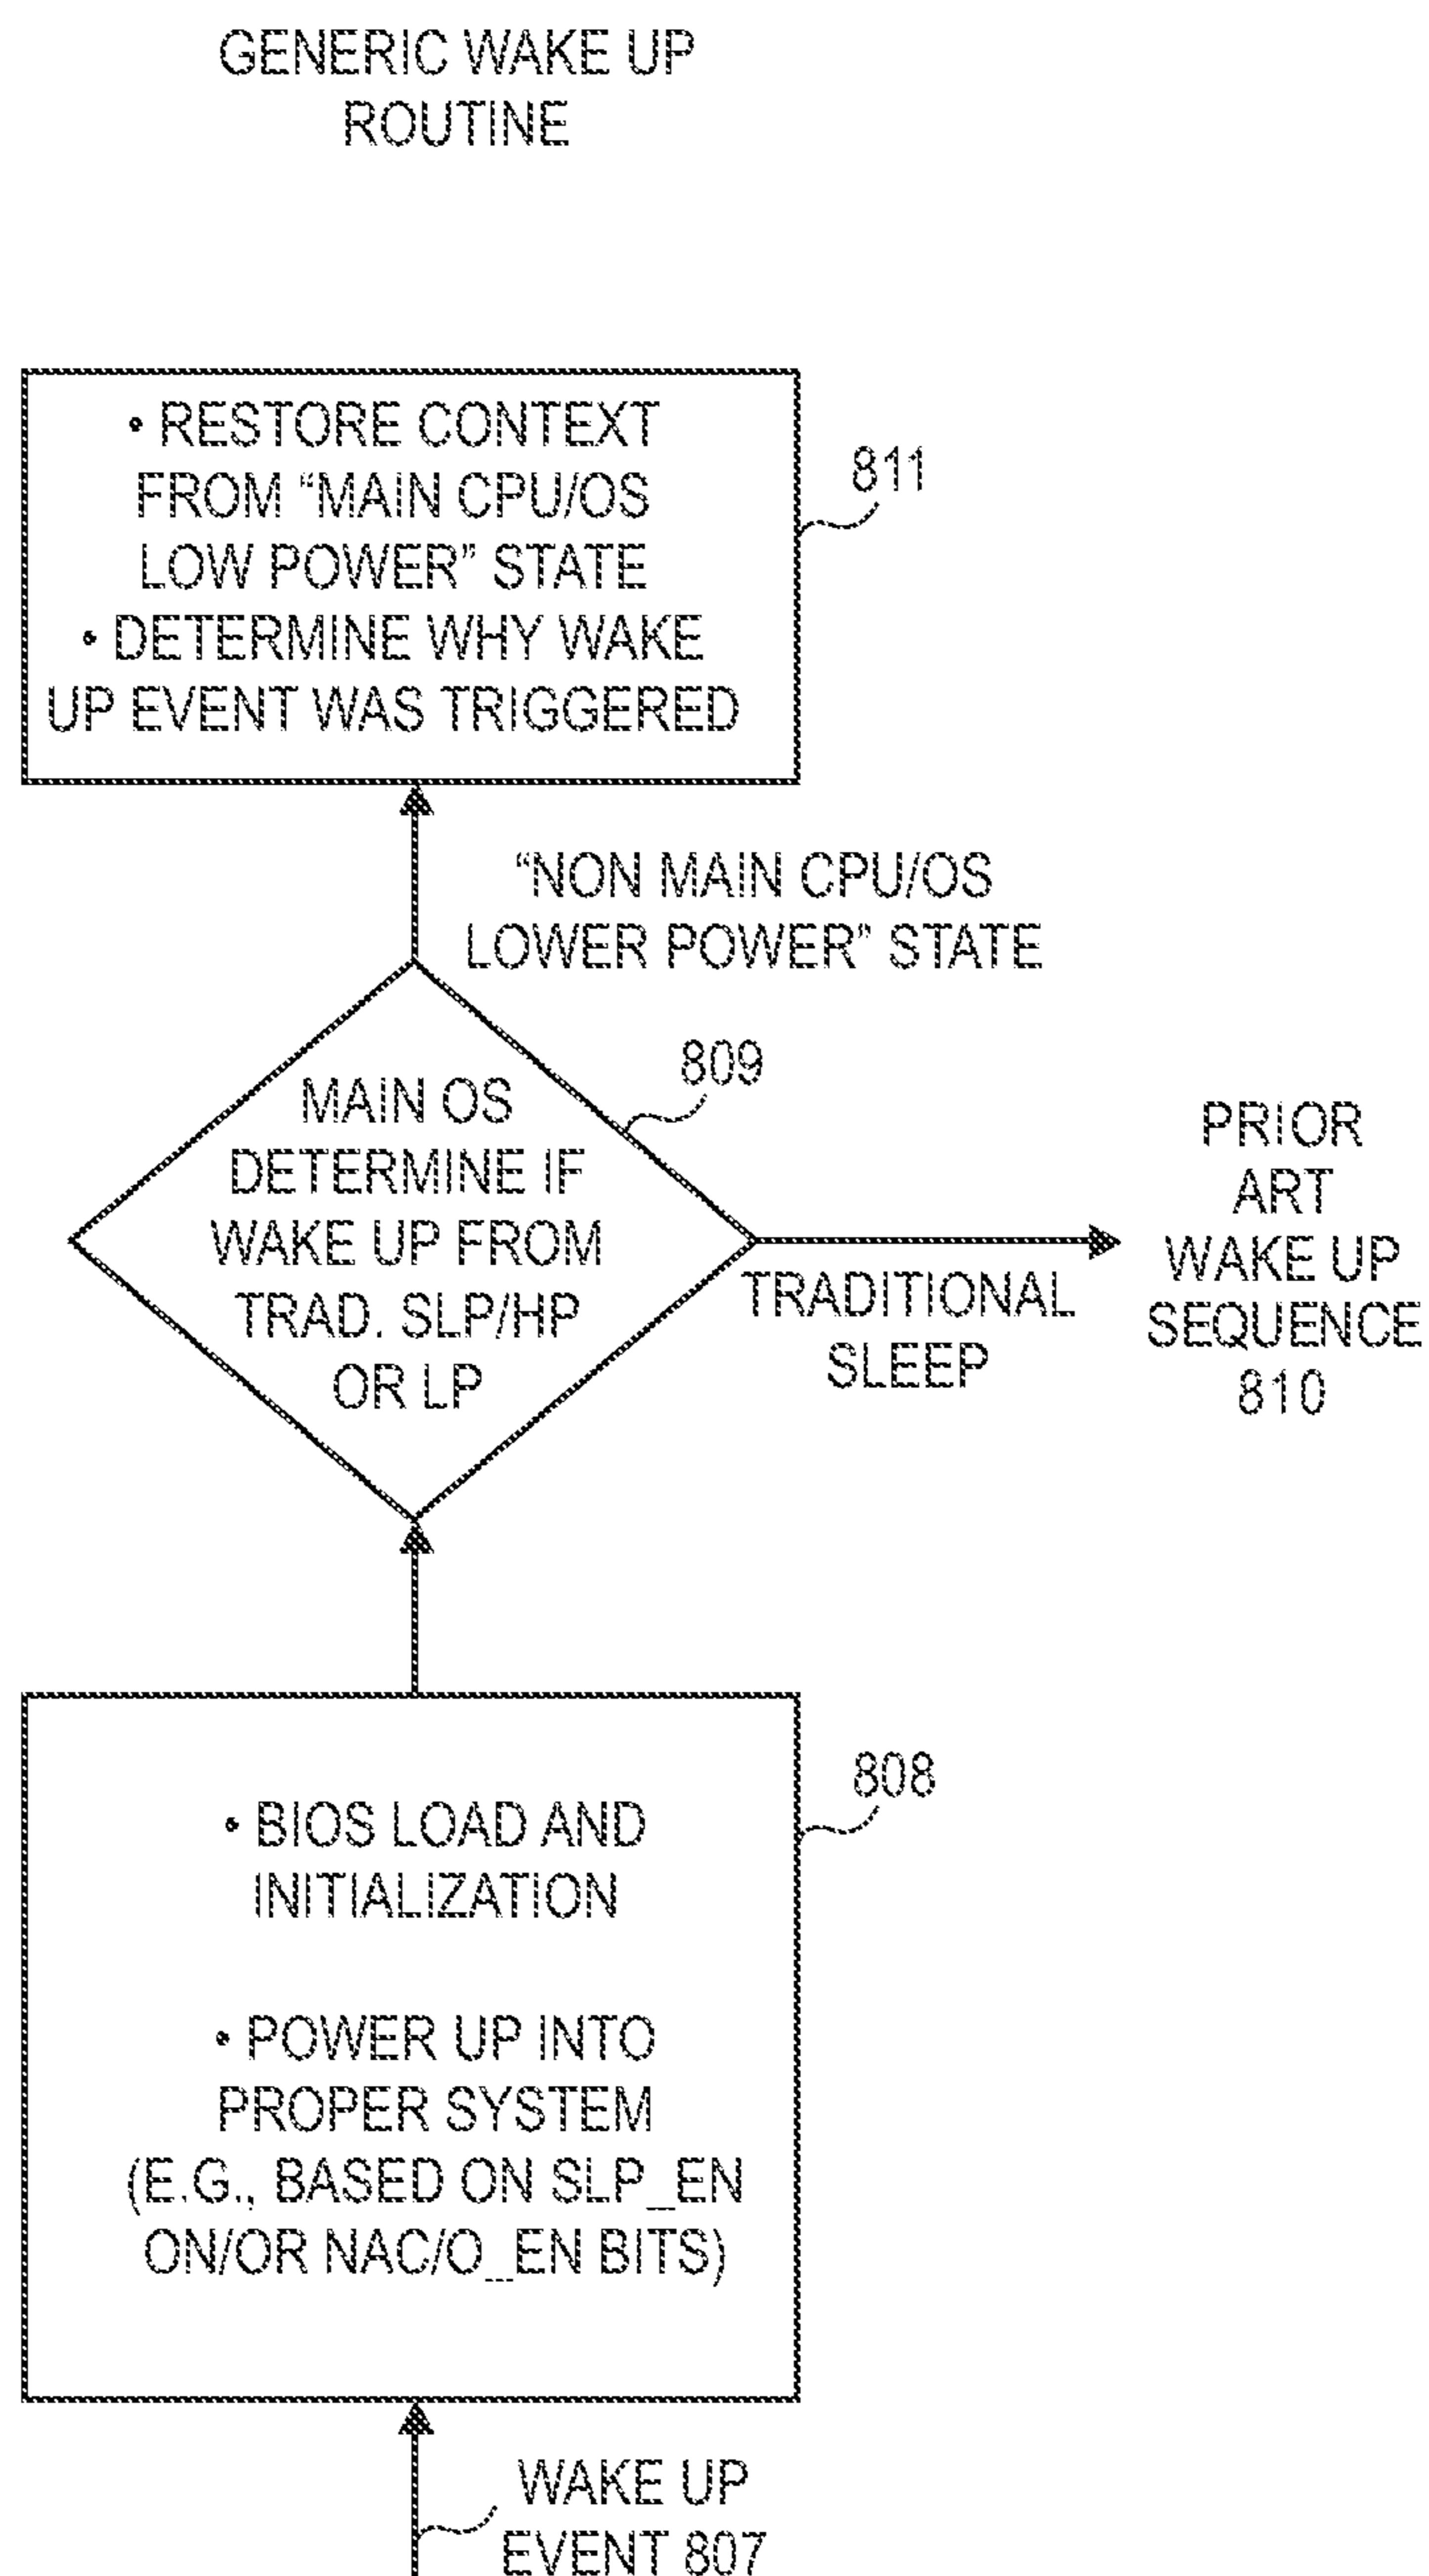 GENERIC WAKE UP
ROUTINE
• RESTORE CONTEXT
FROM “MAIN CPU/OS
LOW POWER” STATE
• DETERMINE WHY WAKE
UP EVENT WAS TRIGGERED
811
“NON MAIN CPU/OS
LOWER POWER” STATE
809
MAIN OS
DETERMINE IF
WAKE UP FROM
TRAD. SLP/HP
OR LP
TRADITIONAL
SLEEP
PRIOR
ART
WAKE UP
SEQUENCE
810
808
• BIOS LOAD AND
INITIALIZATION
• POWER UP INTO
PROPER SYSTEM
(E.G., BASED ON SLP_EN
ON/OR NAC/O_EN BITS)
WAKE UP
EVENT 807